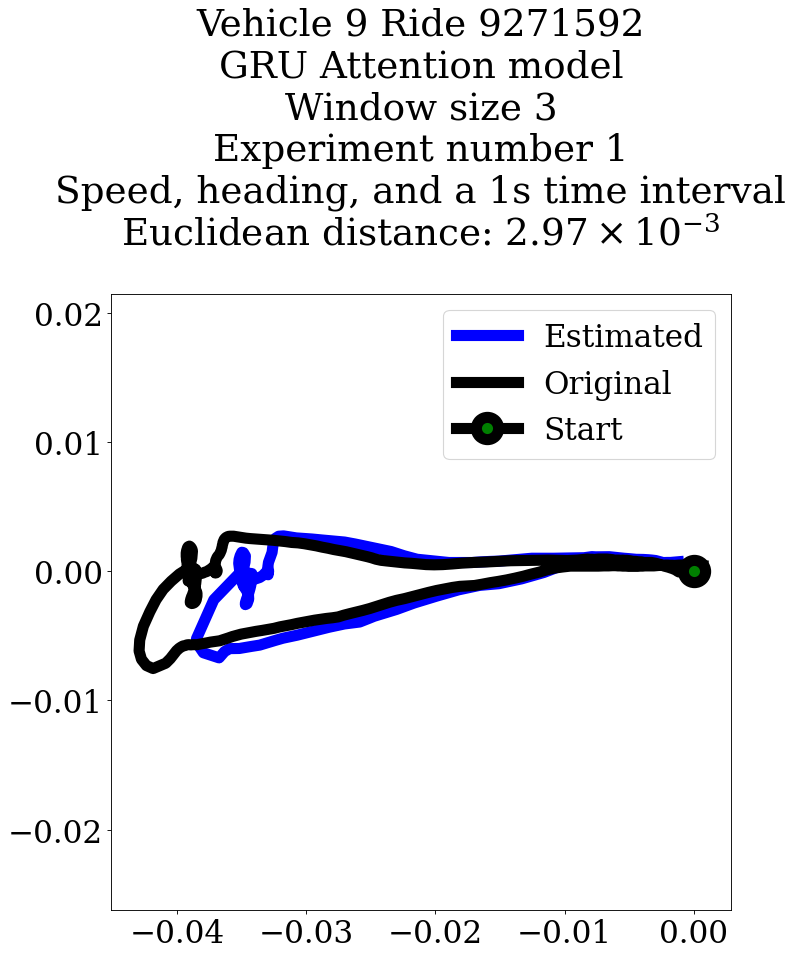 Vehicle 9 Ride 9271592
GRU Attention model
Window size 3
Experiment number 1
Speed, heading, and a 1s time interval
Euclidean distance: 2.97 × 10⁻³
Estimated
Original
Start
0.02
0.01
0.00
−0.01
−0.02
−0.04 −0.03 −0.02 −0.01 0.00